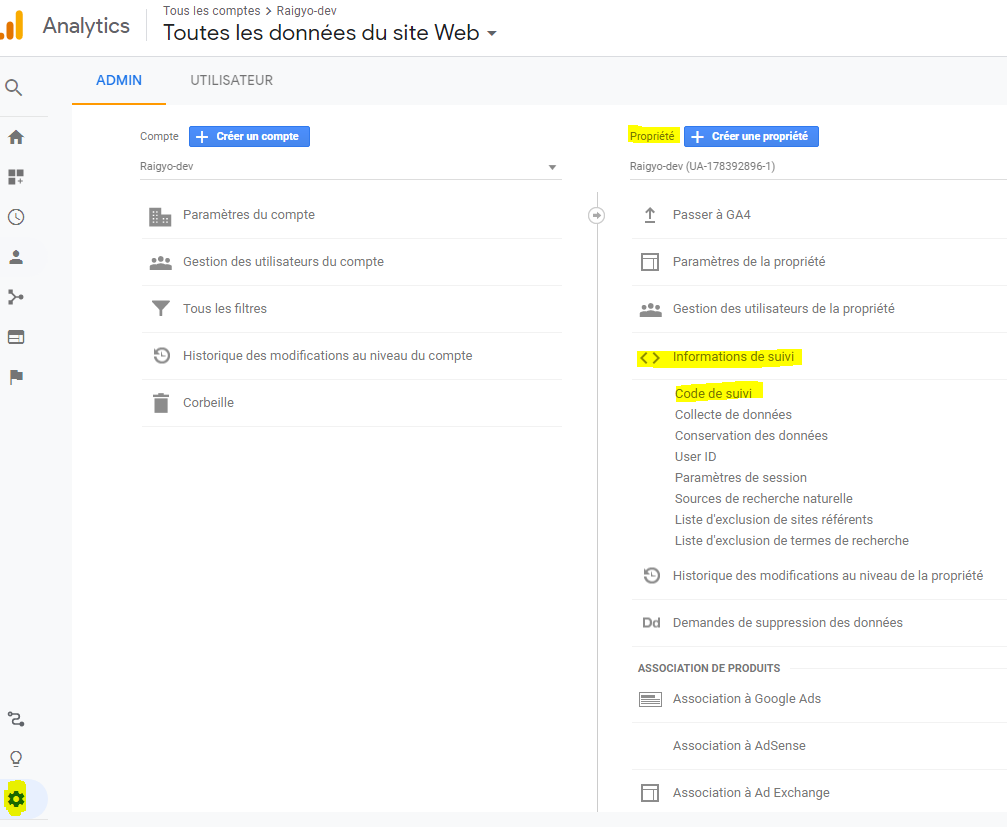 Analytics
Tous les comptes > Raigyo-dev
Toutes les données du site Web
ADMIN
UTILISATEUR
Compte
Créer un compte
Raigyo-dev
Paramètres du compte
Gestion des utilisateurs du compte
Tous les filtres
Historique des modifications au niveau du compte
Corbeille
Propriété
Créer une propriété
Raigyo-dev (UA-178392896-1)
Passer à GA4
Paramètres de la propriété
Gestion des utilisateurs de la propriété
Informations de suivi
Code de suivi
Collecte de données
Conservation des données
User ID
Paramètres de session
Sources de recherche naturelle
Liste d'exclusion de sites référents
Liste d'exclusion de termes de recherche
Historique des modifications au niveau de la propriété
Dd Demandes de suppression des données
ASSOCIATION DE PRODUITS
Association à Google Ads
Association à AdSense
Association à Ad Exchange